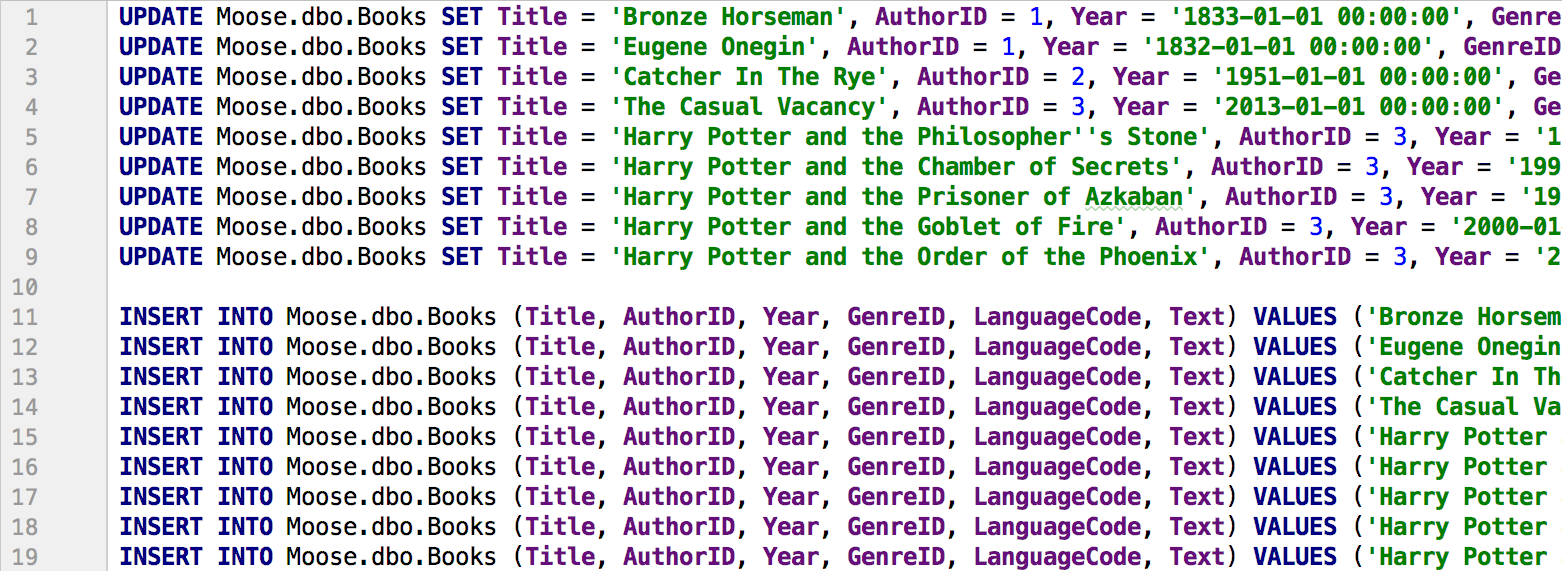 1 UPDATE Moose.dbo.Books SET Title = 'Bronze Horseman', AuthorID = 1, Year = '1833-01-01 00:00:00', Genre
2 UPDATE Moose.dbo.Books SET Title = 'Eugene Onegin', AuthorID = 1, Year = '1832-01-01 00:00:00', GenreID
3 UPDATE Moose.dbo.Books SET Title = 'Catcher In The Rye', AuthorID = 2, Year = '1951-01-01 00:00:00', Ge
4 UPDATE Moose.dbo.Books SET Title = 'The Casual Vacancy', AuthorID = 3, Year = '2013-01-01 00:00:00', Ge
5 UPDATE Moose.dbo.Books SET Title = 'Harry Potter and the Philosopher''s Stone', AuthorID = 3, Year = '1
6 UPDATE Moose.dbo.Books SET Title = 'Harry Potter and the Chamber of Secrets', AuthorID = 3, Year = '199
7 UPDATE Moose.dbo.Books SET Title = 'Harry Potter and the Prisoner of Azkaban', AuthorID = 3, Year = '19
8 UPDATE Moose.dbo.Books SET Title = 'Harry Potter and the Goblet of Fire', AuthorID = 3, Year = '2000-01
9 UPDATE Moose.dbo.Books SET Title = 'Harry Potter and the Order of the Phoenix', AuthorID = 3, Year = '2
10
11 INSERT INTO Moose.dbo.Books (Title, AuthorID, Year, GenreID, LanguageCode, Text) VALUES ('Bronze Horsem
12 INSERT INTO Moose.dbo.Books (Title, AuthorID, Year, GenreID, LanguageCode, Text) VALUES ('Eugene Onegin
13 INSERT INTO Moose.dbo.Books (Title, AuthorID, Year, GenreID, LanguageCode, Text) VALUES ('Catcher In Th
14 INSERT INTO Moose.dbo.Books (Title, AuthorID, Year, GenreID, LanguageCode, Text) VALUES ('The Casual Va
15 INSERT INTO Moose.dbo.Books (Title, AuthorID, Year, GenreID, LanguageCode, Text) VALUES ('Harry Potter
16 INSERT INTO Moose.dbo.Books (Title, AuthorID, Year, GenreID, LanguageCode, Text) VALUES ('Harry Potter
17 INSERT INTO Moose.dbo.Books (Title, AuthorID, Year, GenreID, LanguageCode, Text) VALUES ('Harry Potter
18 INSERT INTO Moose.dbo.Books (Title, AuthorID, Year, GenreID, LanguageCode, Text) VALUES ('Harry Potter
19 INSERT INTO Moose.dbo.Books (Title, AuthorID, Year, GenreID, LanguageCode, Text) VALUES ('Harry Potter